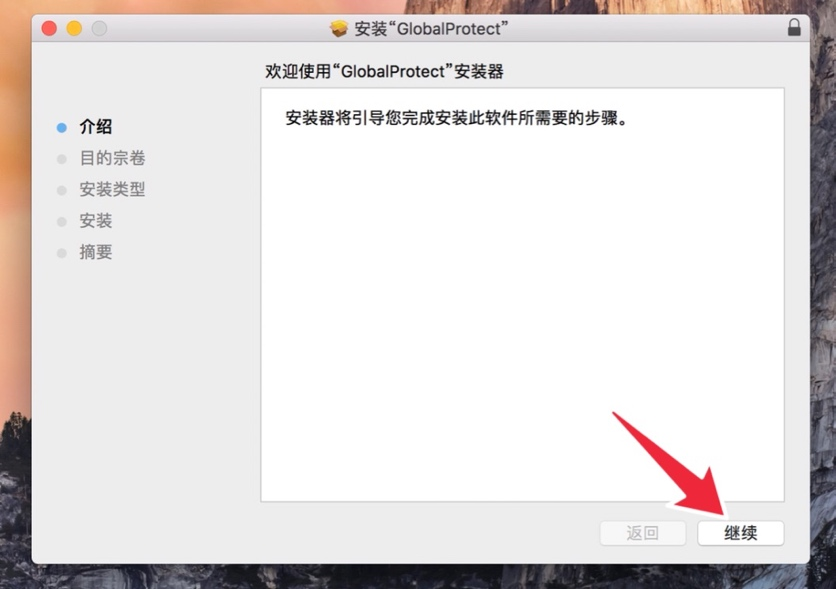 安装“GlobalProtect”
欢迎使用“GlobalProtect”安装器
介绍
目的宗卷
安装类型
安装
摘要
安装器将引导您完成安装此软件所需要的步骤。
返回
继续